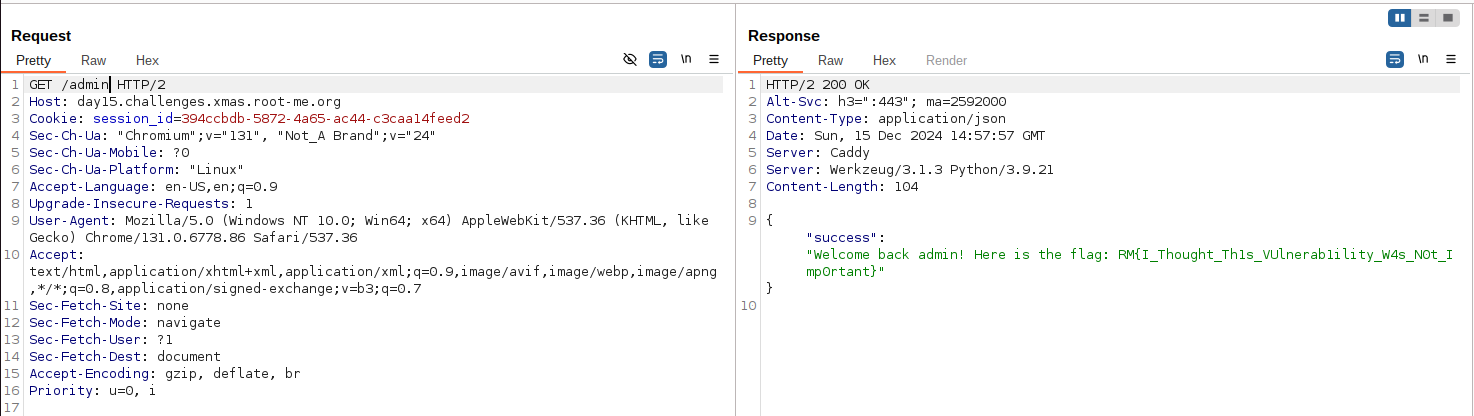 Request
Pretty Raw Hex
\n
1 GET /admin HTTP/2
2 Host: day15.challenges.xmas.root-me.org
3 Cookie: session_id=394ccbdb-5872-4a65-ac44-c3caa14feed2
4 Sec-Ch-Ua: "Chromium";v="131", "Not_A Brand";v="24"
5 Sec-Ch-Ua-Mobile: ?0
6 Sec-Ch-Ua-Platform: "Linux"
7 Accept-Language: en-US,en;q=0.9
8 Upgrade-Insecure-Requests: 1
9 User-Agent: Mozilla/5.0 (Windows NT 10.0; Win64; x64) AppleWebKit/537.36 (KHTML, like
Gecko) Chrome/131.0.6778.86 Safari/537.36
10 Accept:
text/html,application/xhtml+xml,application/xml;q=0.9,image/avif,image/webp,image/apng
,*/*;q=0.8,application/signed-exchange;v=b3;q=0.7
11 Sec-Fetch-Site: none
12 Sec-Fetch-Mode: navigate
13 Sec-Fetch-User: ?1
14 Sec-Fetch-Dest: document
15 Accept-Encoding: gzip, deflate, br
16 Priority: u=0, i
17
Response
Pretty Raw Hex Render
\n
1 HTTP/2 200 OK
2 Alt-Svc: h3=":443"; ma=2592000
3 Content-Type: application/json
4 Date: Sun, 15 Dec 2024 14:57:57 GMT
5 Server: Caddy
6 Server: Werkzeug/3.1.3 Python/3.9.21
7 Content-Length: 104
8
9 {
"success":
"Welcome back admin! Here is the flag: RM{I_Thought_Th1s_VUlnerab1ility_W4s_N0t_I
mp0rtant}"
}
10